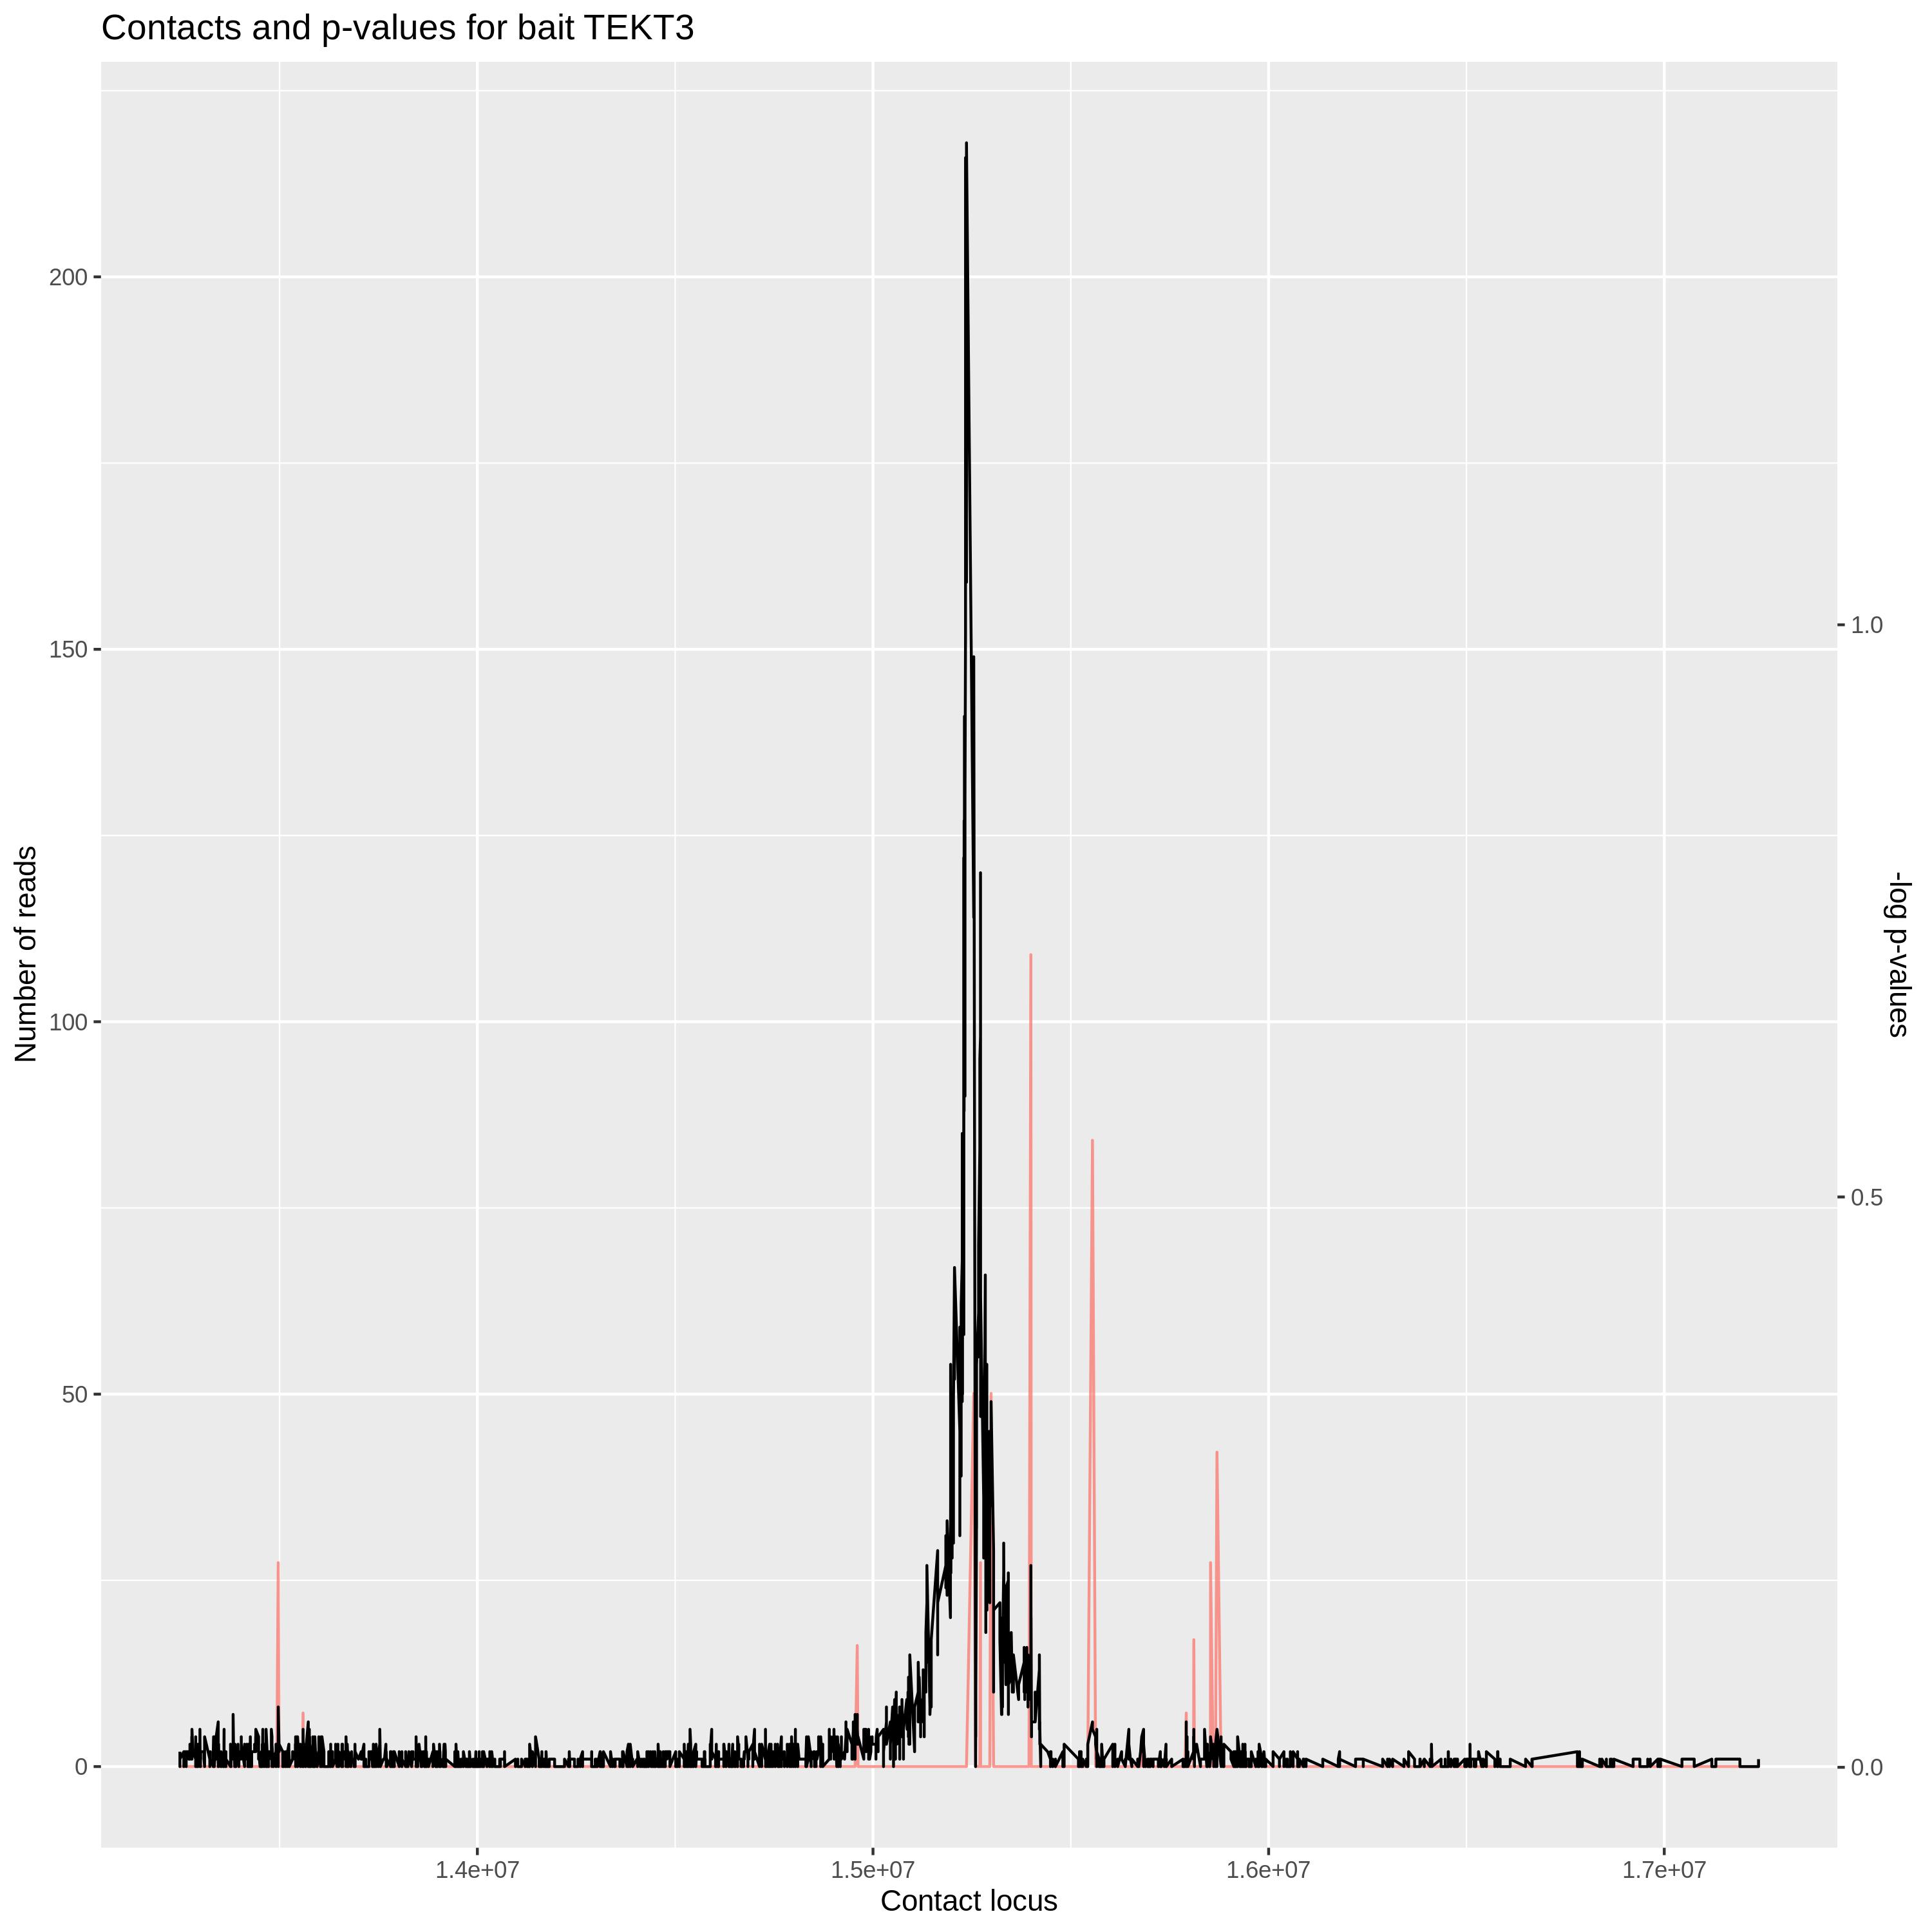 Contacts and p-values for bait TEKT3
200
150
100
50
0
Number of reads
1.0
0.5
0.0
-log p-values
1.4e+07
1.5e+07
1.6e+07
1.7e+07
Contact locus